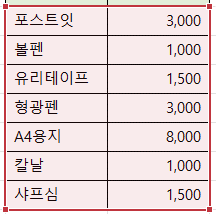 포스트잇 3,000
볼펜 1,000
유리테이프 1,500
형광펜 3,000
A4용지 8,000
칼날 1,000
샤프심 1,500